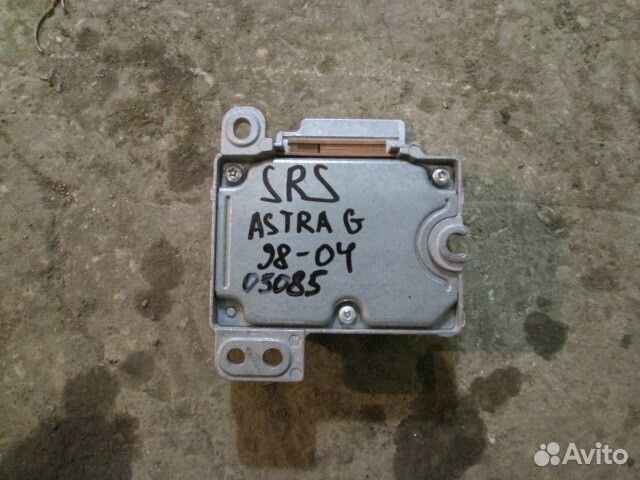 SRS
ASTRA G
98-04
05085
Avito